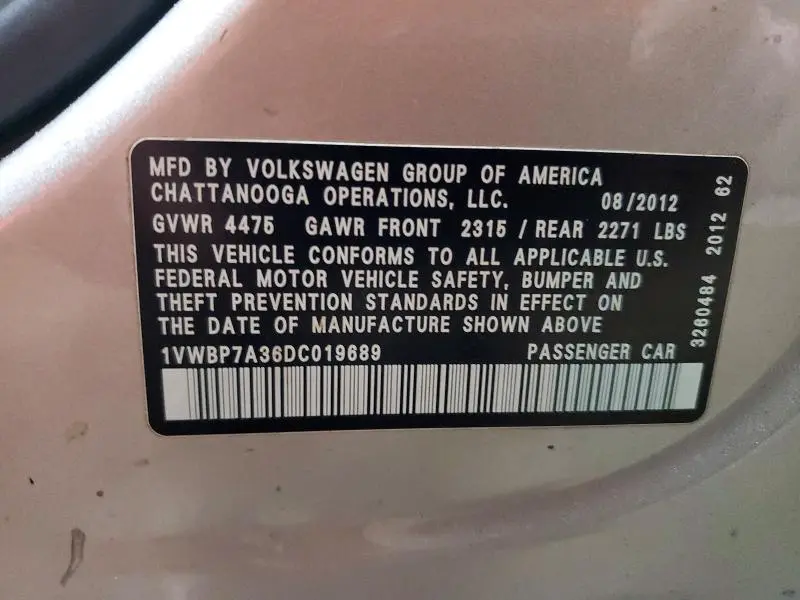 MFD BY VOLKSWAGEN GROUP OF AMERICA
CHATTANOOGA OPERATIONS, LLC. 08/2012
GVWR 4475 GAWR FRONT 2315 / REAR 2271 LBS
THIS VEHICLE CONFORMS TO ALL APPLICABLE U.S.
FEDERAL MOTOR VEHICLE SAFETY, BUMPER AND
THEFT PREVENTION STANDARDS IN EFFECT ON
THE DATE OF MANUFACTURE SHOWN ABOVE
1VWBP7A36DC019689 PASSENGER CAR
3260484 2012 62